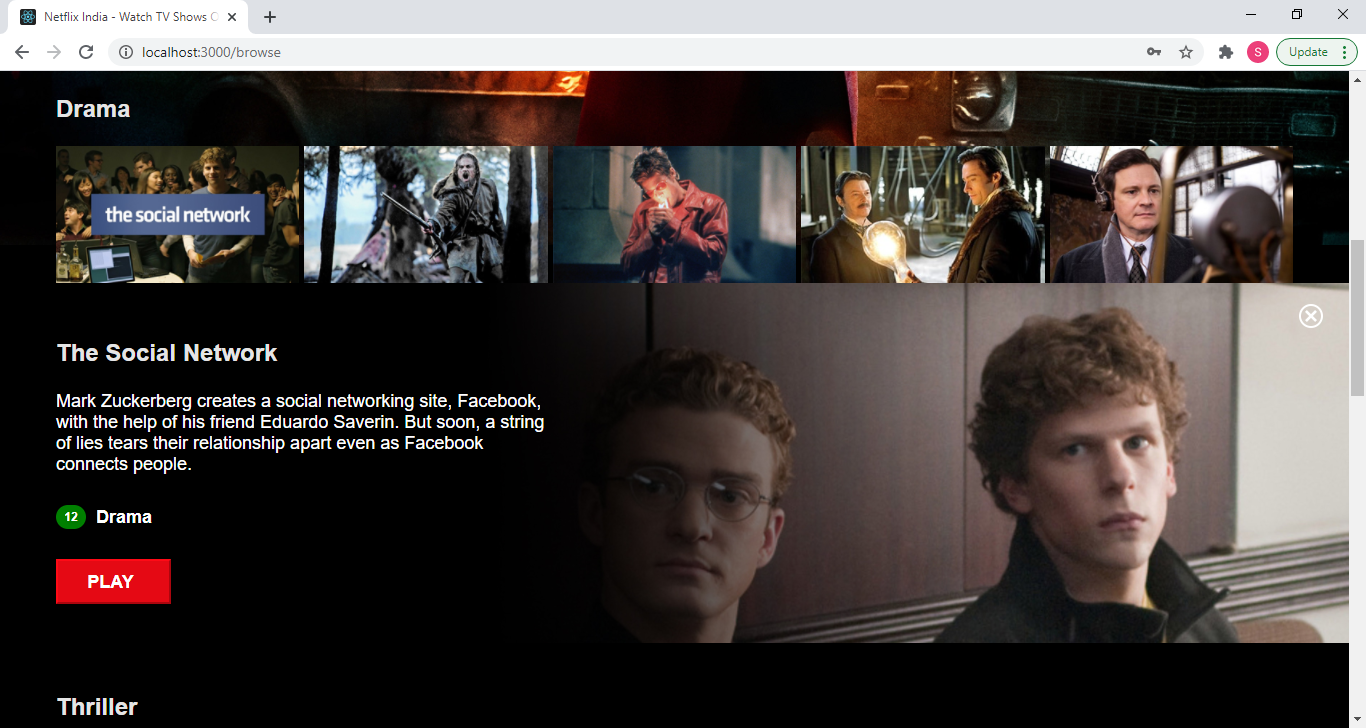 Netflix India - Watch TV Shows O
localhost:3000/browse
S
Update
Drama
the social network
The Social Network
Mark Zuckerberg creates a social networking site, Facebook,
with the help of his friend Eduardo Saverin. But soon, a string
of lies tears their relationship apart even as Facebook
connects people.
12 Drama
PLAY
Thriller